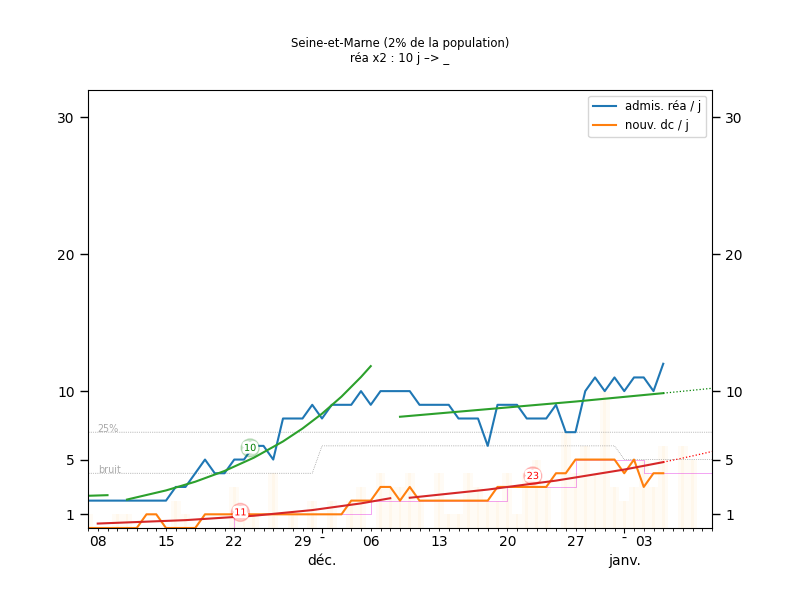 Seine-et-Marne (2% de la population)
réa x2 : 10 j –> _
admis. réa / j
nouv. dc / j
30
30
20
20
10
10
25%
10
5
5
bruit
23
11
1
1
08 15 22 29 - 06 13 20 27 - 03
déc. janv.